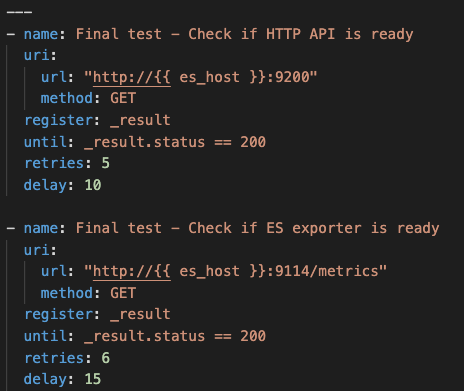 ---
- name: Final test - Check if HTTP API is ready
  uri:
    url: "http://{{ es_host }}:9200"
    method: GET
  register: _result
  until: _result.status == 200
  retries: 5
  delay: 10

- name: Final test - Check if ES exporter is ready
  uri:
    url: "http://{{ es_host }}:9114/metrics"
    method: GET
  register: _result
  until: _result.status == 200
  retries: 6
  delay: 15